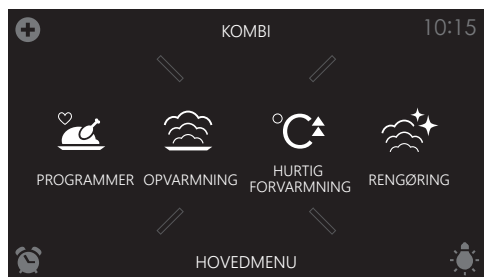 KOMBI
10:15
PROGRAMMER
OPVARMNING
HURTIG
FORVARMNING
RENGØRING
HOVEDMENU